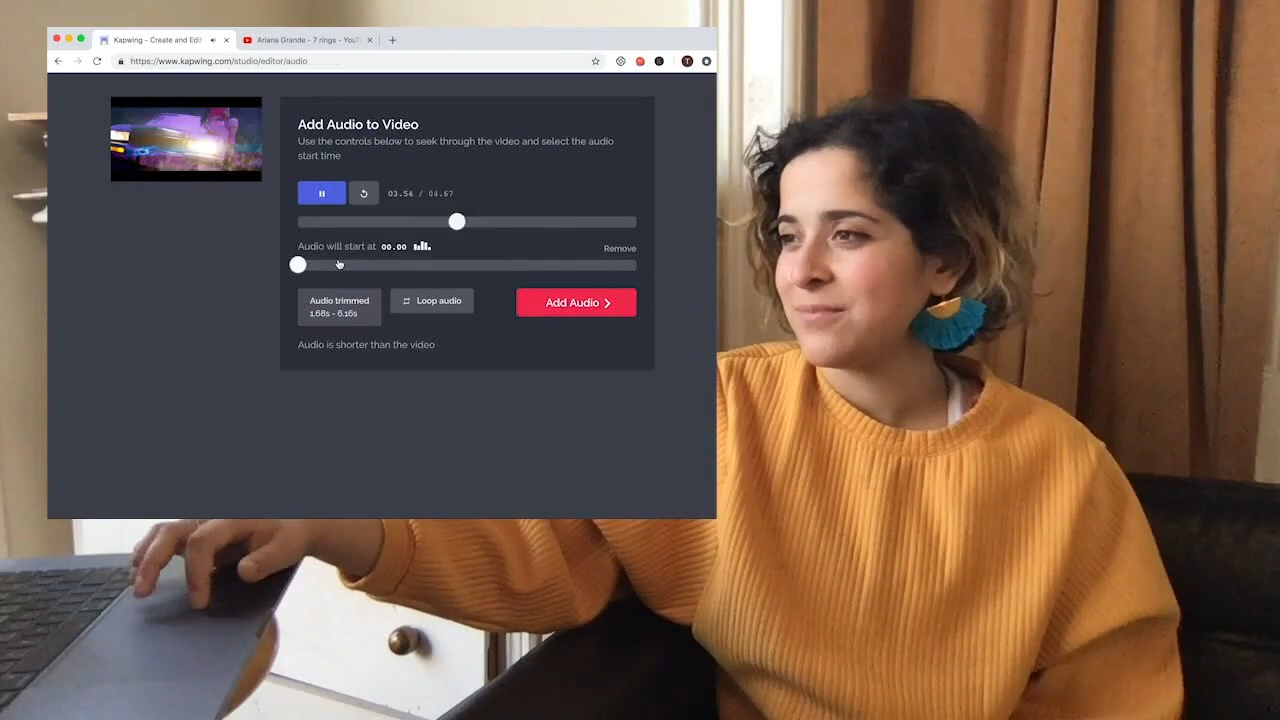 Kapwing - Create and Edi
Ariana Grande - 7 rings - YouT
https://www.kapwing.com/studio/editor/audio
T
Add Audio to Video
Use the controls below to seek through the video and select the audio
start time
03.54 / 04.67
Audio will start at 00.00
Remove
Audio trimmed
1.68s - 6.16s
Loop audio
Add Audio
Audio is shorter than the video